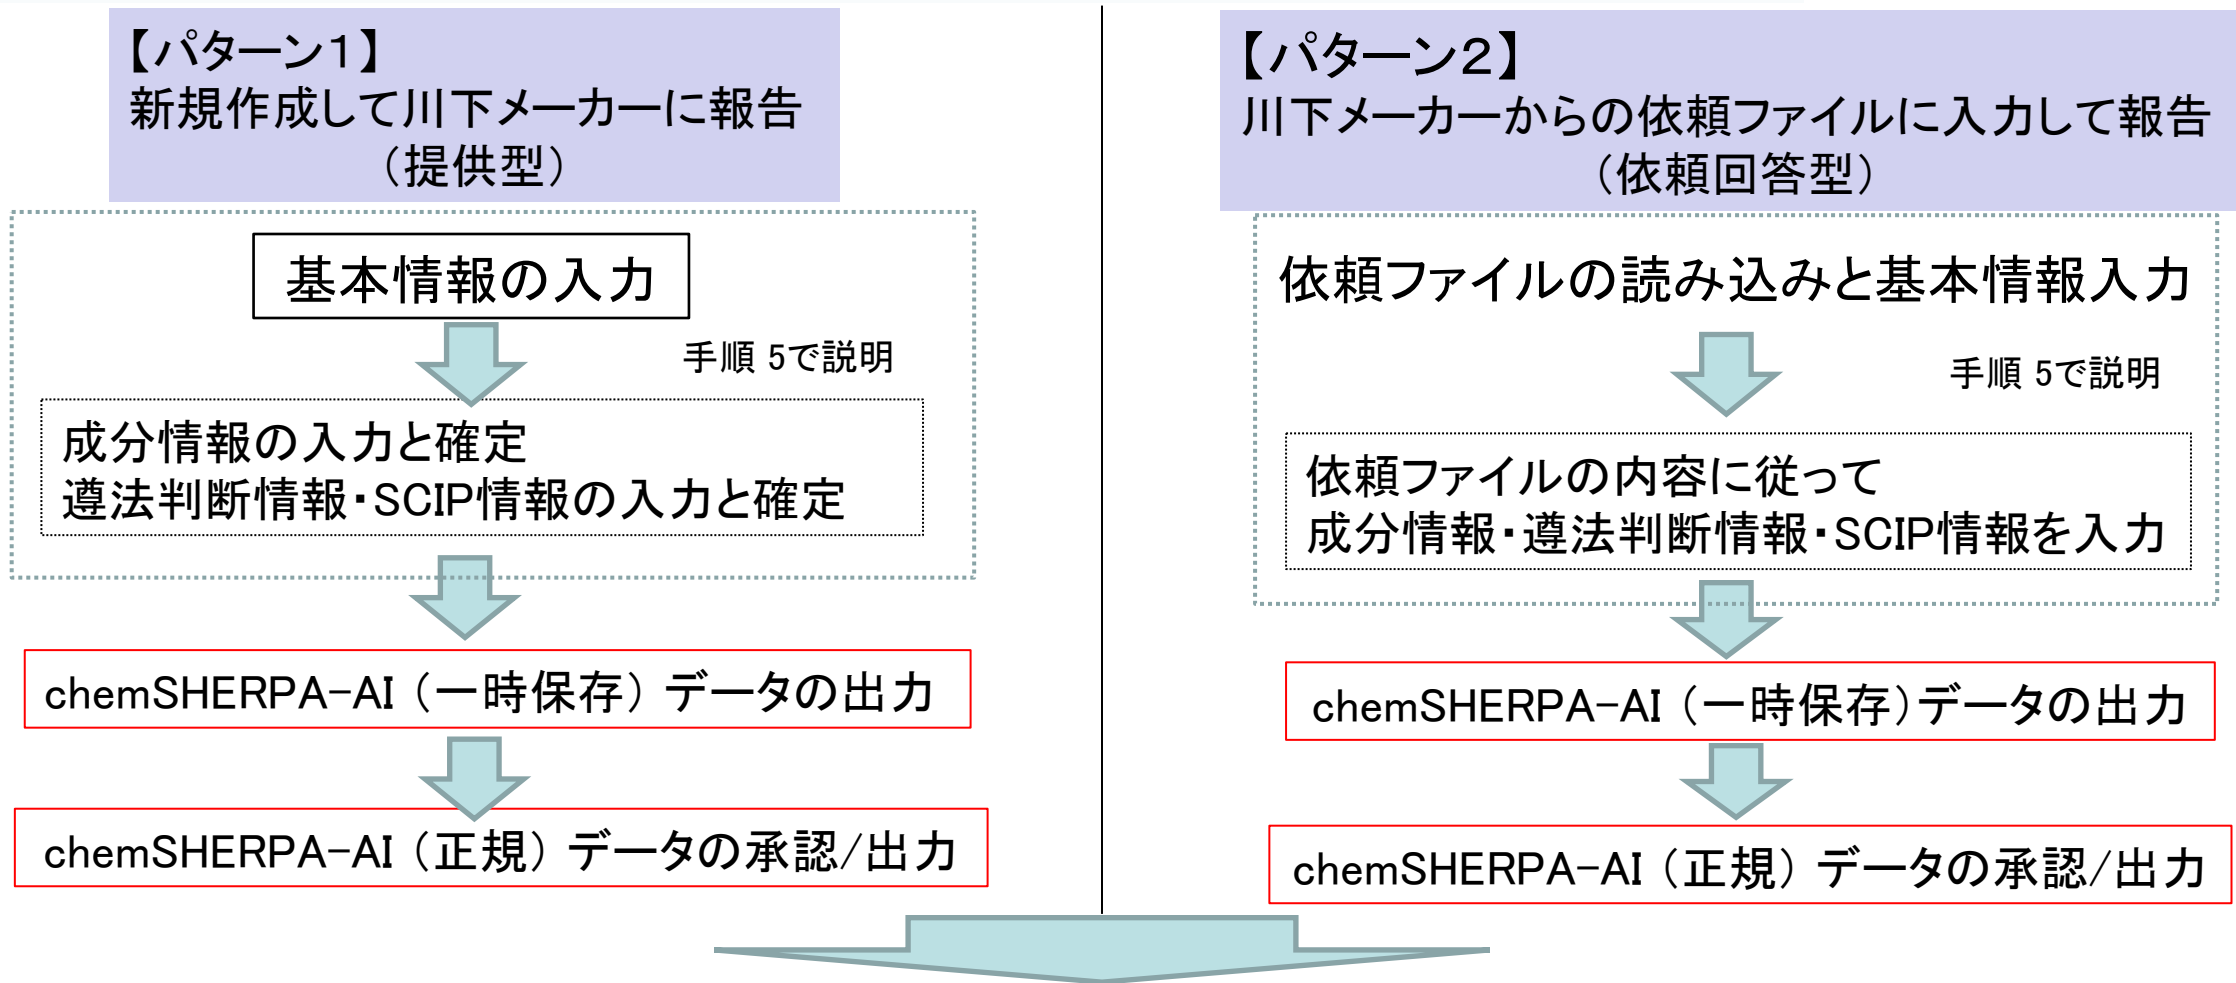 【パターン１】
新規作成して川下メーカーに報告
（提供型）
基本情報の入力
手順 5で説明
成分情報の入力と確定
遵法判断情報・SCIP情報の入力と確定
chemSHERPA-AI（一時保存）データの出力
chemSHERPA-AI（正規）データの承認/出力
【パターン２】
川下メーカーからの依頼ファイルに入力して報告
（依頼回答型）
依頼ファイルの読み込みと基本情報入力
手順 5で説明
依頼ファイルの内容に従って
成分情報・遵法判断情報・SCIP情報を入力
chemSHERPA-AI（一時保存）データの出力
chemSHERPA-AI（正規）データの承認/出力